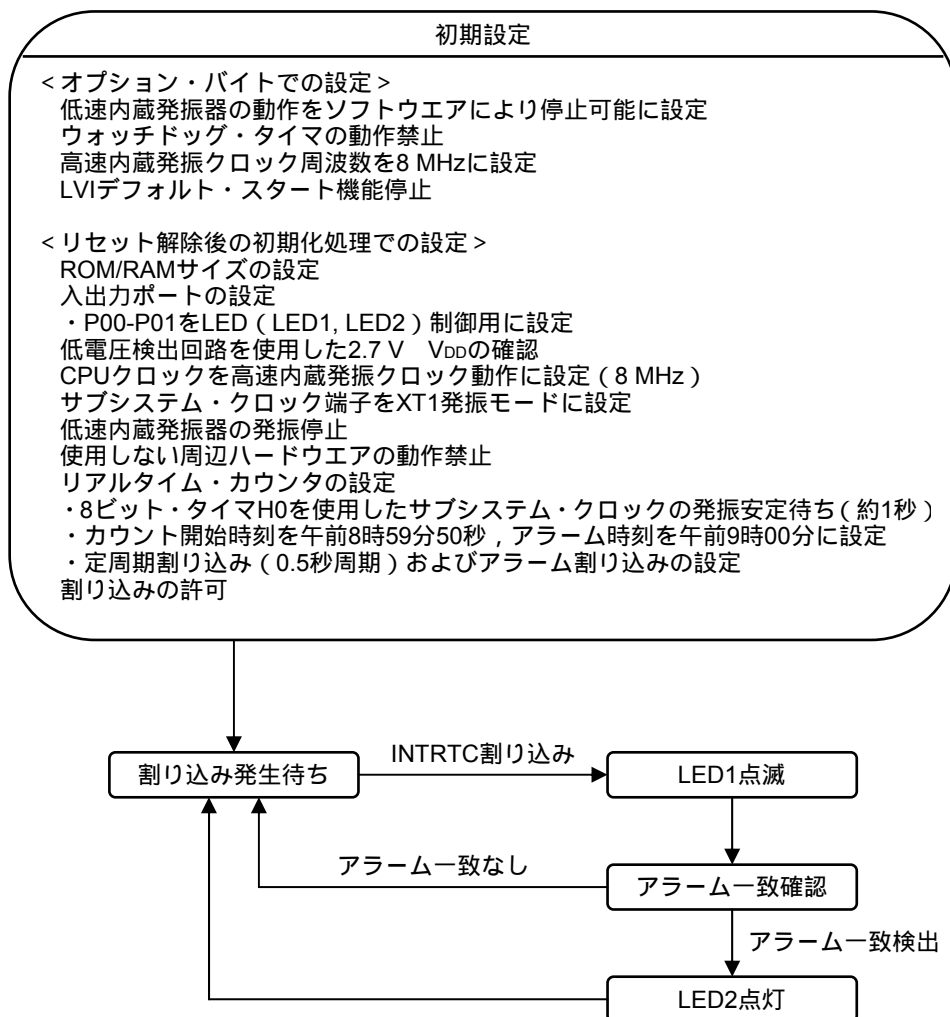 初期設定
<オプション・バイトでの設定>
低速内蔵発振器の動作をソフトウエアにより停止可能に設定
ウォッチドッグ・タイマの動作禁止
高速内蔵発振クロック周波数を8 MHzに設定
LVIデフォルト・スタート機能停止
<リセット解除後の初期化処理での設定>
ROM/RAMサイズの設定
入出力ポートの設定
・P00-P01をLED(LED1, LED2)制御用に設定
低電圧検出回路を使用した2.7 V VDDの確認
CPUクロックを高速内蔵発振クロック動作に設定(8 MHz)
サブシステム・クロック端子をXT1発振モードに設定
低速内蔵発振器の発振停止
使用しない周辺ハードウエアの動作禁止
リアルタイム・カウンタの設定
・8ビット・タイマH0を使用したサブシステム・クロックの発振安定待ち(約1秒)
・カウント開始時刻を午前8時59分50秒,アラーム時刻を午前9時00分に設定
・定周期割り込み(0.5秒周期)およびアラーム割り込みの設定
割り込みの許可
割り込み発生待ち
INTRTC割り込み
LED1点滅
アラーム一致なし
アラーム一致確認
アラーム一致検出
LED2点灯